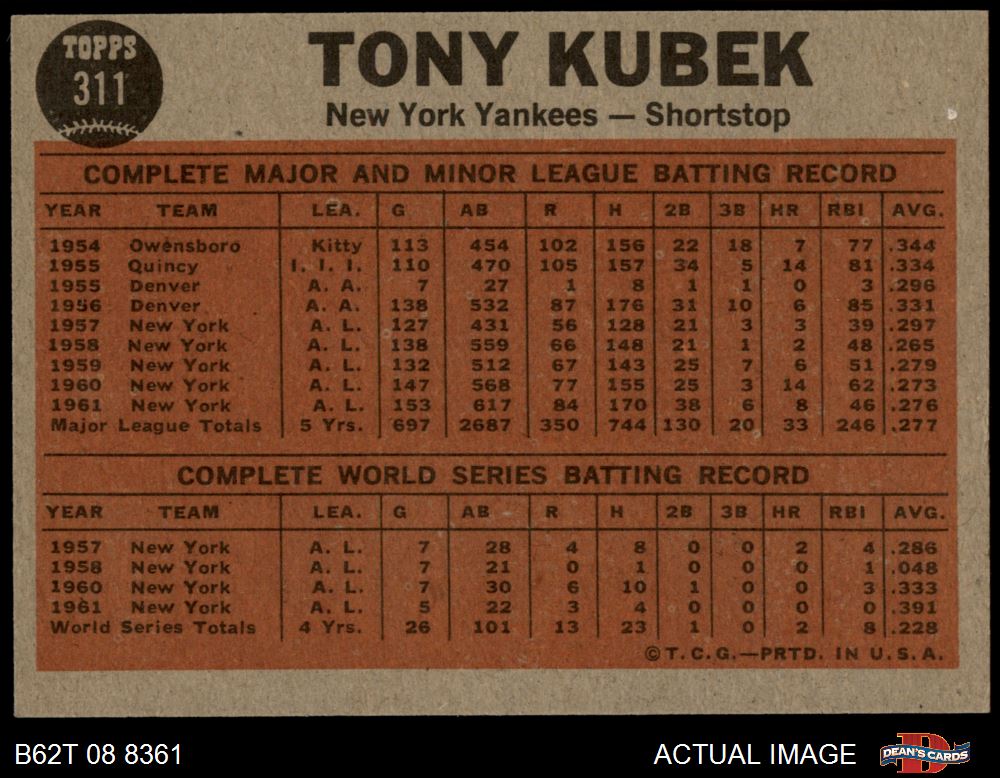 TOPPS
311
TONY KUBEK
New York Yankees — Shortstop
COMPLETE MAJOR AND MINOR LEAGUE BATTING RECORD
YEAR TEAM LEA. G AB R H 2B 3B HR RBI AVG.
1954 Owensboro Kitty 113 454 102 156 22 18 7 77 .344
1955 Quincy I. I. I. 110 470 105 157 34 5 14 81 .334
1955 Denver A. A. 7 27 1 8 1 1 0 3 .296
1956 Denver A. A. 138 532 87 176 31 10 6 85 .331
1957 New York A. L. 127 431 56 128 21 3 3 39 .297
1958 New York A. L. 138 559 66 148 21 1 2 48 .265
1959 New York A. L. 132 512 67 143 25 7 6 51 .279
1960 New York A. L. 147 568 77 155 25 3 14 62 .273
1961 New York A. L. 153 617 84 170 38 6 8 46 .276
Major League Totals 5 Yrs. 697 2687 350 744 130 20 33 246 .277
COMPLETE WORLD SERIES BATTING RECORD
YEAR TEAM LEA. G AB R H 2B 3B HR RBI AVG.
1957 New York A. L. 7 28 4 8 0 0 2 4 .286
1958 New York A. L. 7 21 0 1 0 0 0 1 .048
1960 New York A. L. 7 30 6 10 1 0 0 3 .333
1961 New York A. L. 5 22 3 4 0 0 0 0 .391
World Series Totals 4 Yrs. 26 101 13 23 1 0 2 8 .228
© T. C. G.—PRTD. IN U. S. A.
B62T 08 8361 ACTUAL IMAGE DEAN'S CARDS